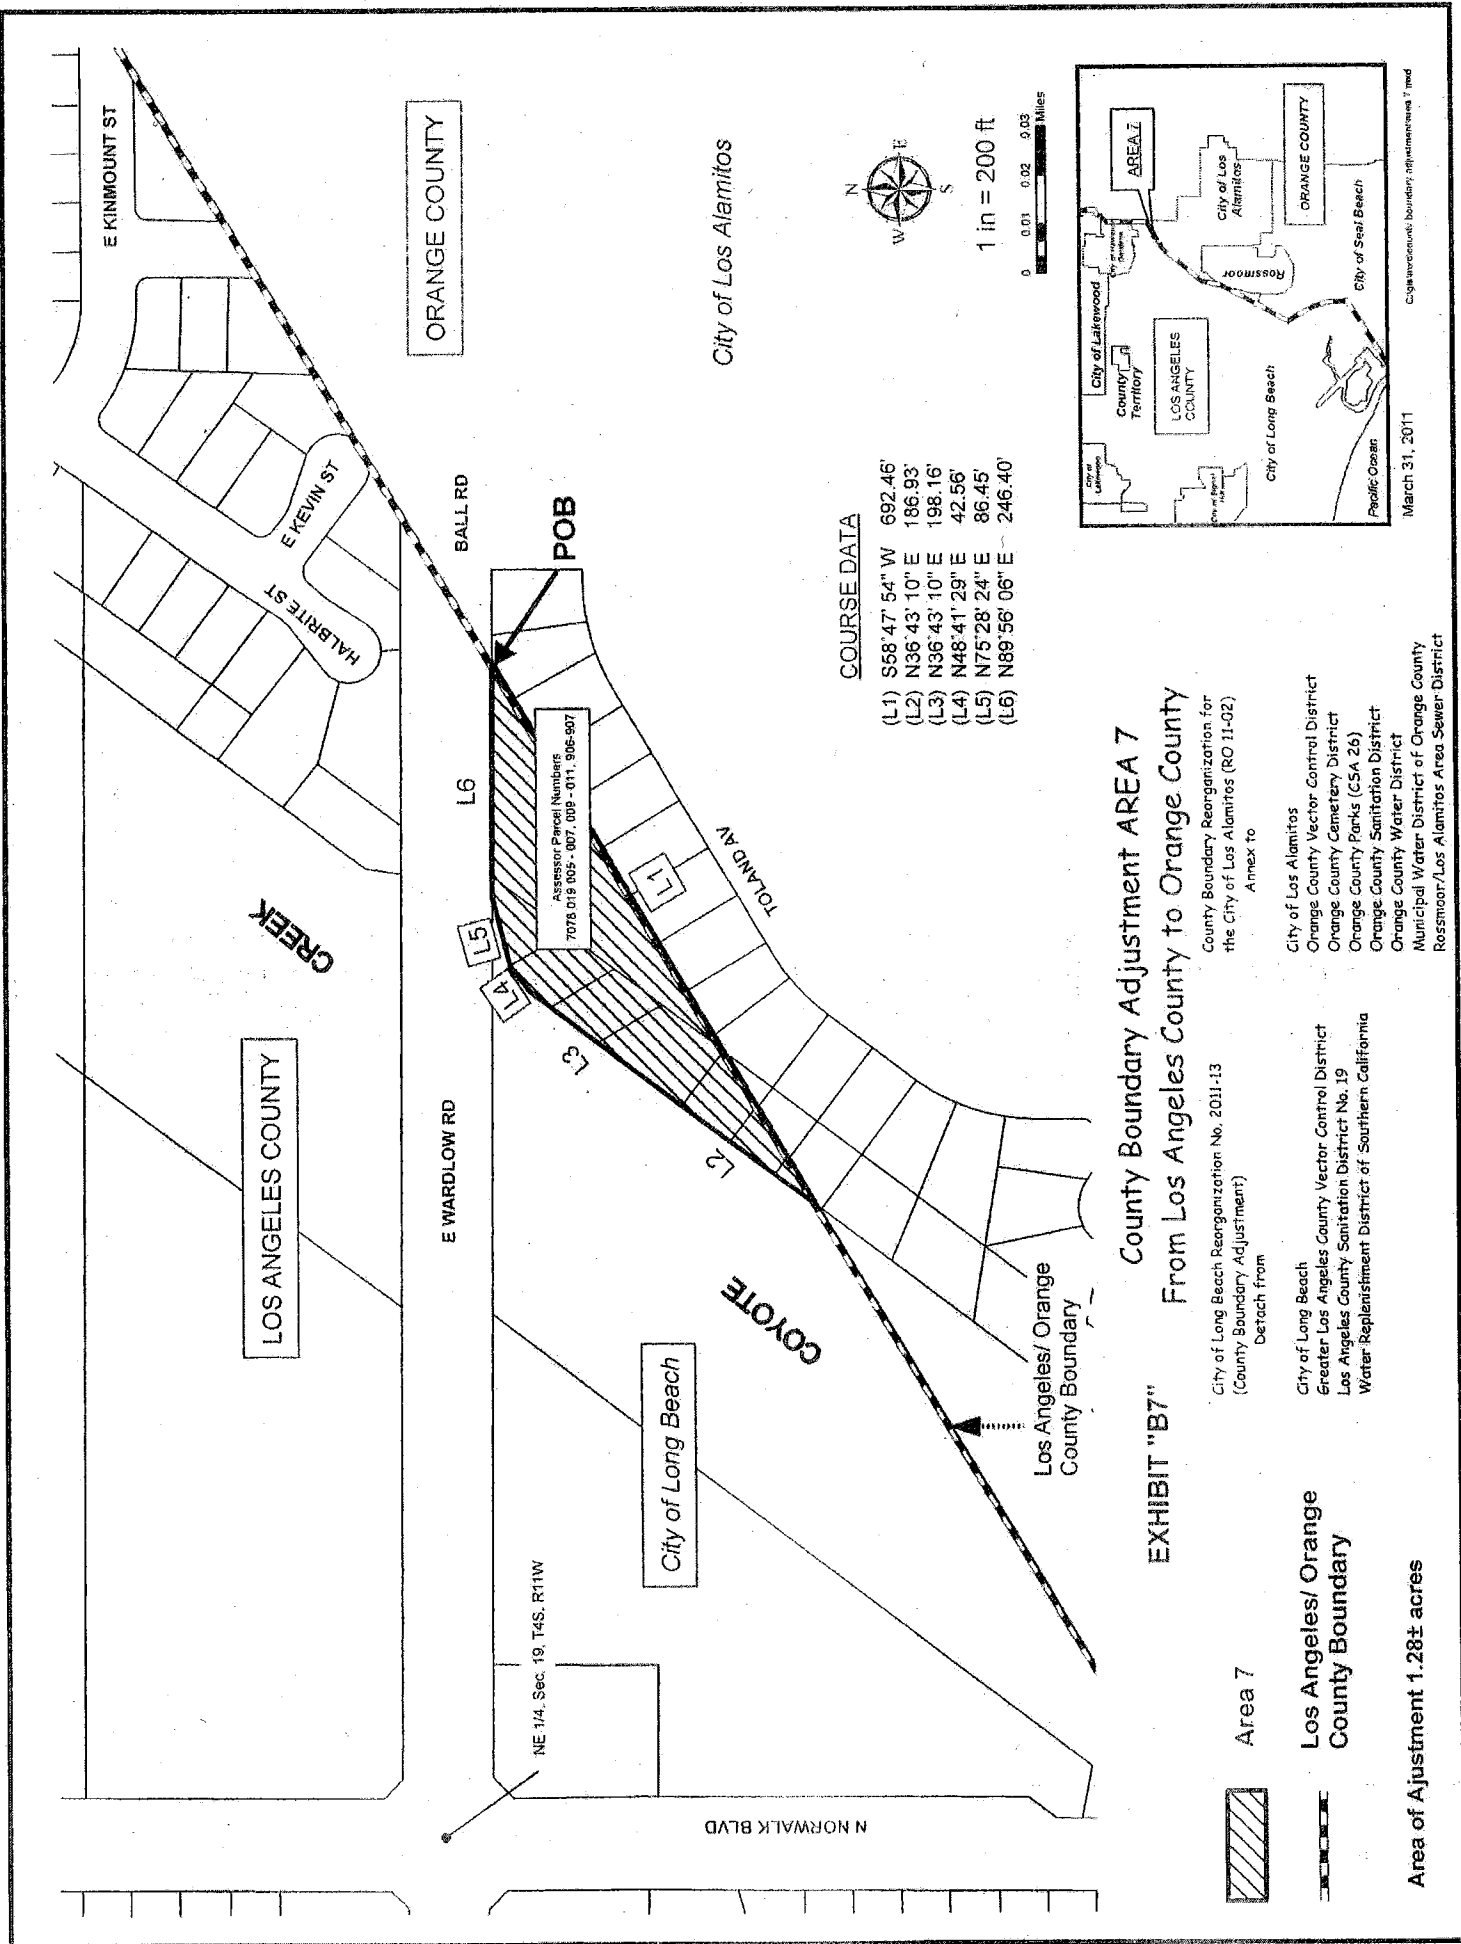 E KINMOUNT ST
ORANGE COUNTY
City of Los Alamitos
HALBRITE ST
E KEVIN ST
BALL RD
POB
CREEK
LOS ANGELES COUNTY
E WARDLOW RD
L6
L5
L4
L3
L2
L1
Assessor Parcel Numbers
7078 019 005 - 007, 009 - 011, 906-907
TOLAND AV
City of Long Beach
COYOTE
NE 1/4, Sec. 19, T4S, R11W
N NORWALK BLVD
Los Angeles/ Orange
County Boundary
COURSE DATA
(L1) S58°47' 54" W 692.46'
(L2) N36°43' 10" E 186.93'
(L3) N36°43' 10" E 198.16'
(L4) N48°41' 29" E 42.56'
(L5) N75°28' 24" E 86.45'
(L6) N89°56' 06" E 246.40'
N
E
S
W
1 in = 200 ft
0 0.01 0.02 0.03
Miles
EXHIBIT "B7"
County Boundary Adjustment AREA 7
From Los Angeles County to Orange County
City of Long Beach Reorganization No. 2011-13
(County Boundary Adjustment)
Detach from
City of Long Beach
Greater Los Angeles County Vector Control District
Los Angeles County Sanitation District No. 19
Water Replenishment District of Southern California
County Boundary Reorganization for
the City of Los Alamitos (RO 11-02)
Annex to
City of Los Alamitos
Orange County Vector Control District
Orange County Cemetery District
Orange County Parks (CSA 26)
Orange County Sanitation District
Orange County Water District
Municipal Water District of Orange County
Rossmoor/Los Alamitos Area Sewer District
Area 7
Los Angeles/ Orange
County Boundary
Area of Ajustment 1.28± acres
City of Lakewood
County
Territory
LOS ANGELES
COUNTY
City of Long Beach
Pacific Ocean
AREA 7
City of Los
Alamitos
ORANGE COUNTY
Rossmoor
City of Seal Beach
March 31, 2011